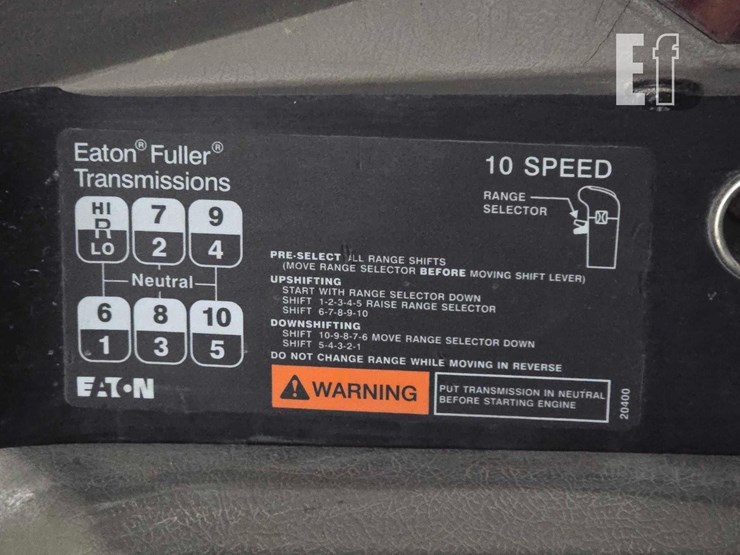 Ef
Eaton® Fuller®
Transmissions
10 SPEED
RANGE
SELECTOR
HI
R
LO
7
2
9
4
Neutral
6
1
8
3
10
5
PRE-SELECT ALL RANGE SHIFTS
(MOVE RANGE SELECTOR BEFORE MOVING SHIFT LEVER)
UPSHIFTING
START WITH RANGE SELECTOR DOWN
SHIFT 1-2-3-4-5 RAISE RANGE SELECTOR
SHIFT 6-7-8-9-10
DOWNSHIFTING
SHIFT 10-9-8-7-6 MOVE RANGE SELECTOR DOWN
SHIFT 5-4-3-2-1
DO NOT CHANGE RANGE WHILE MOVING IN REVERSE
EATON
WARNING
PUT TRANSMISSION IN NEUTRAL
BEFORE STARTING ENGINE
20400